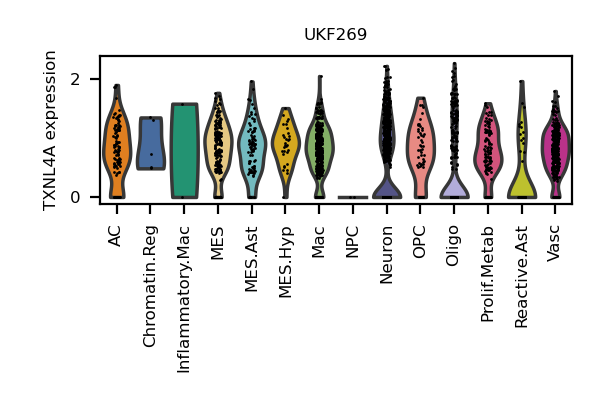 UKF269
TXNL4A expression
2
0
AC
Chromatin.Reg
Inflammatory.Mac
MES
MES.Ast
MES.Hyp
Mac
NPC
Neuron
OPC
Oligo
Prolif.Metab
Reactive.Ast
Vasc